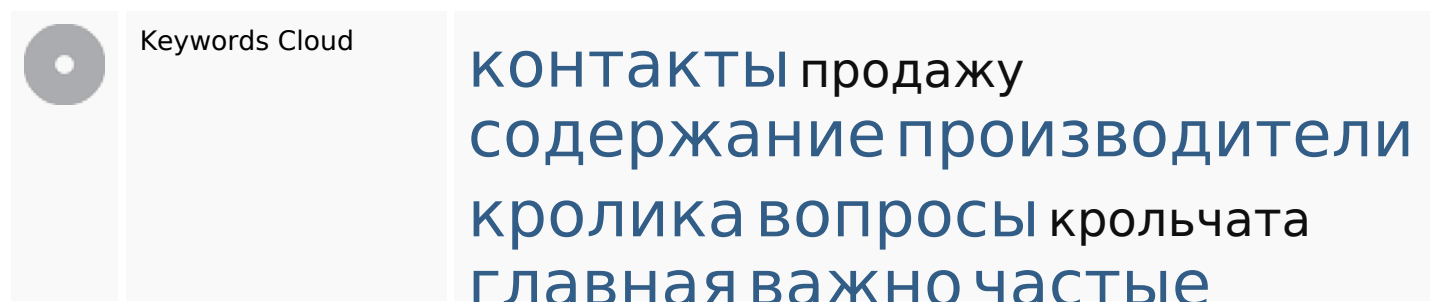 Keywords Cloud
контакты продажу
содержание производители
кролика вопросы крольчата
главная важно частые